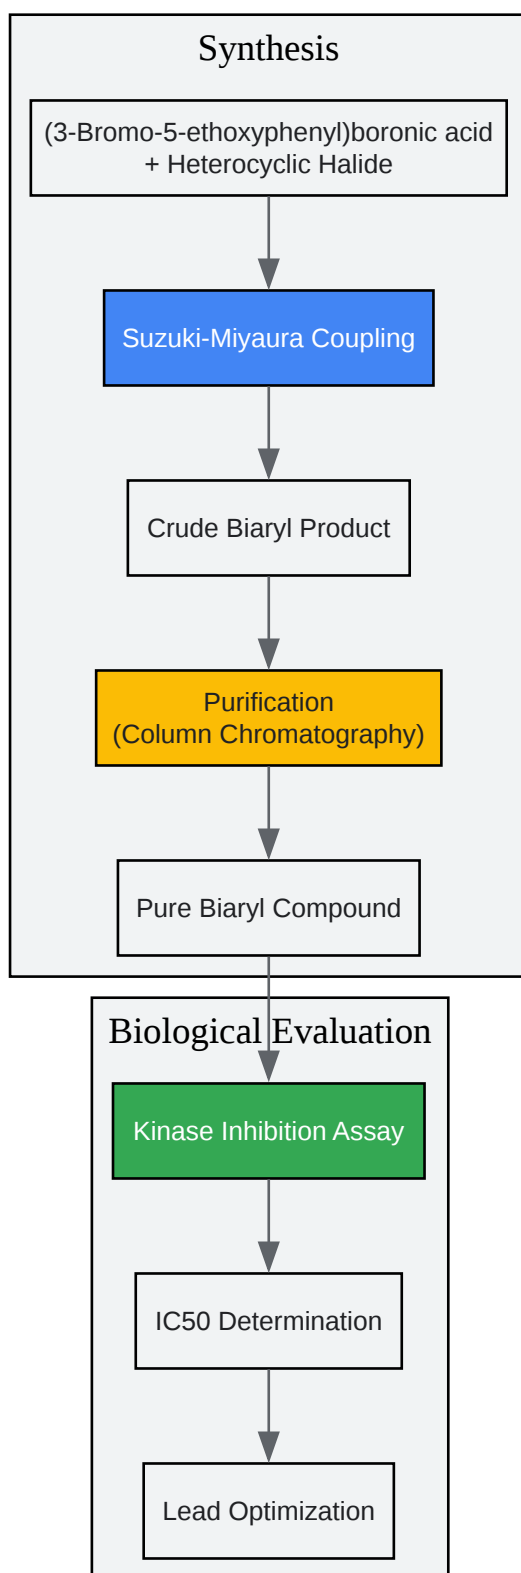 Synthesis
(3-Bromo-5-ethoxyphenyl)boronic acid
+ Heterocyclic Halide
Suzuki-Miyaura Coupling
Crude Biaryl Product
Purification
(Column Chromatography)
Pure Biaryl Compound
Biological Evaluation
Kinase Inhibition Assay
IC50 Determination
Lead Optimization